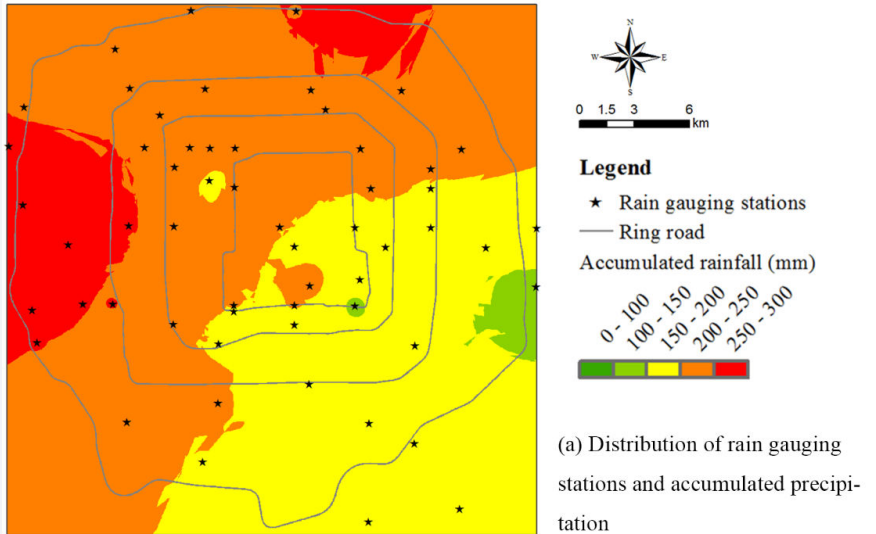 N
W E
S
0 1.5 3 6
km
Legend
Rain gauging stations
Ring road
Accumulated rainfall (mm)
0 - 100
100 - 150
150 - 200
200 - 250
250 - 300
(a) Distribution of rain gauging
stations and accumulated precipi-
tation